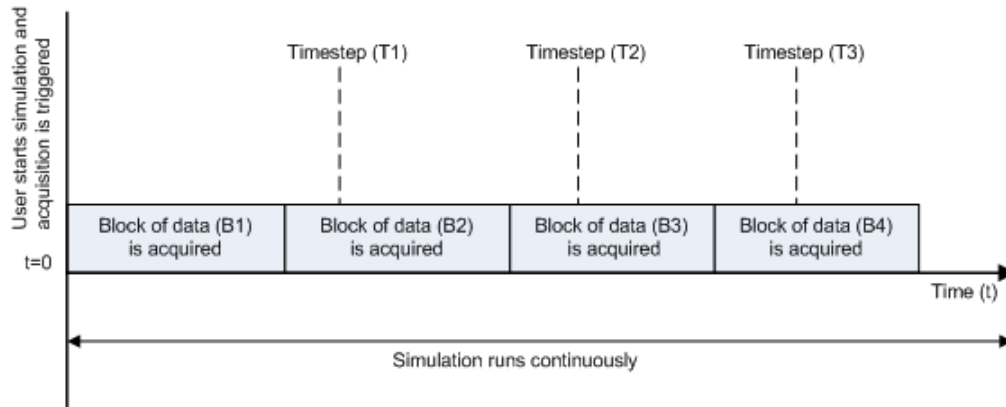 User starts simulation and
acquisition is triggered
Timestep (T1)
Timestep (T2)
Timestep (T3)
Block of data (B1)
is acquired
Block of data (B2)
is acquired
Block of data (B3)
is acquired
Block of data (B4)
is acquired
t=0
Time (t)
Simulation runs continuously